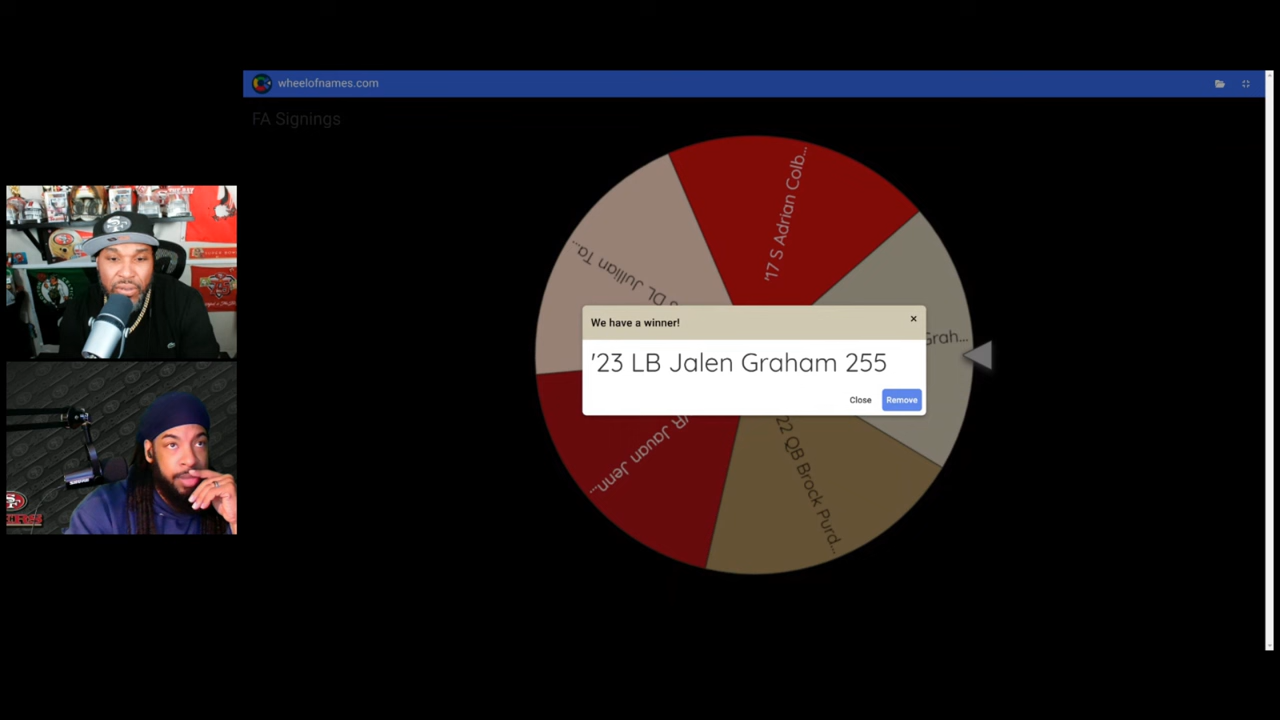 wheelofnames.com
FA Signings
'17 S Adrian Colb...
DL Jullian Ta...
Grah...
We have a winner!
×
'23 LB Jalen Graham 255
Close
Remove
R Jauan Jenn...
22 QB Brock Purd...